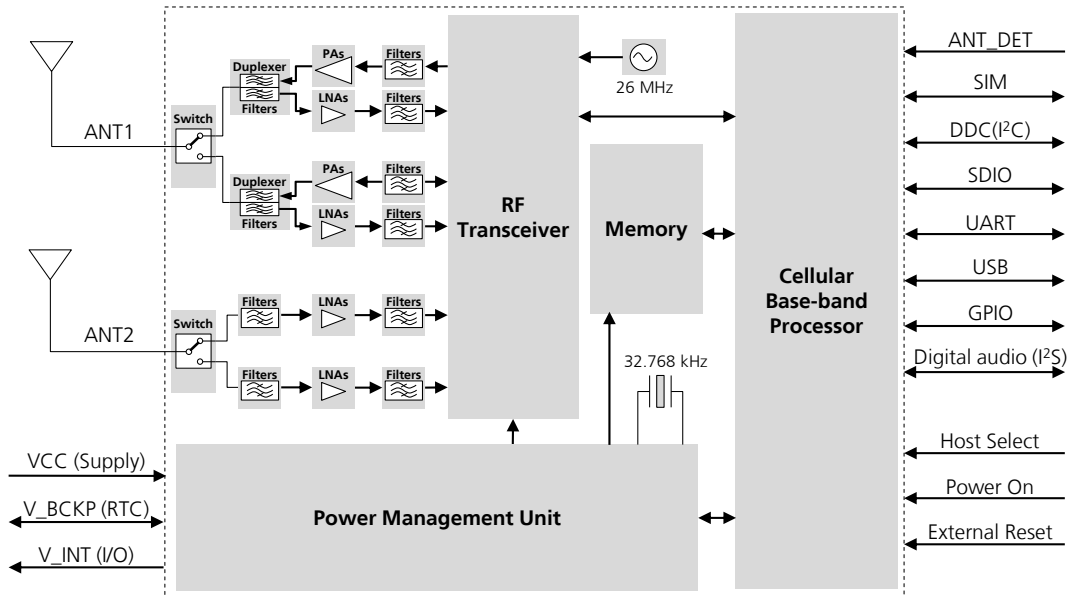 ANT1
ANT2
Switch
Duplexer
Filters
PAs
Filters
LNAs
Filters
Duplexer
Filters
PAs
Filters
LNAs
Filters
Switch
Filters
LNAs
Filters
Filters
LNAs
Filters
RF
Transceiver
26 MHz
Memory
32.768 kHz
Cellular
Base-band
Processor
Power Management Unit
VCC (Supply)
V_BCKP (RTC)
V_INT (I/O)
ANT_DET
SIM
DDC(I²C)
SDIO
UART
USB
GPIO
Digital audio (I²S)
Host Select
Power On
External Reset